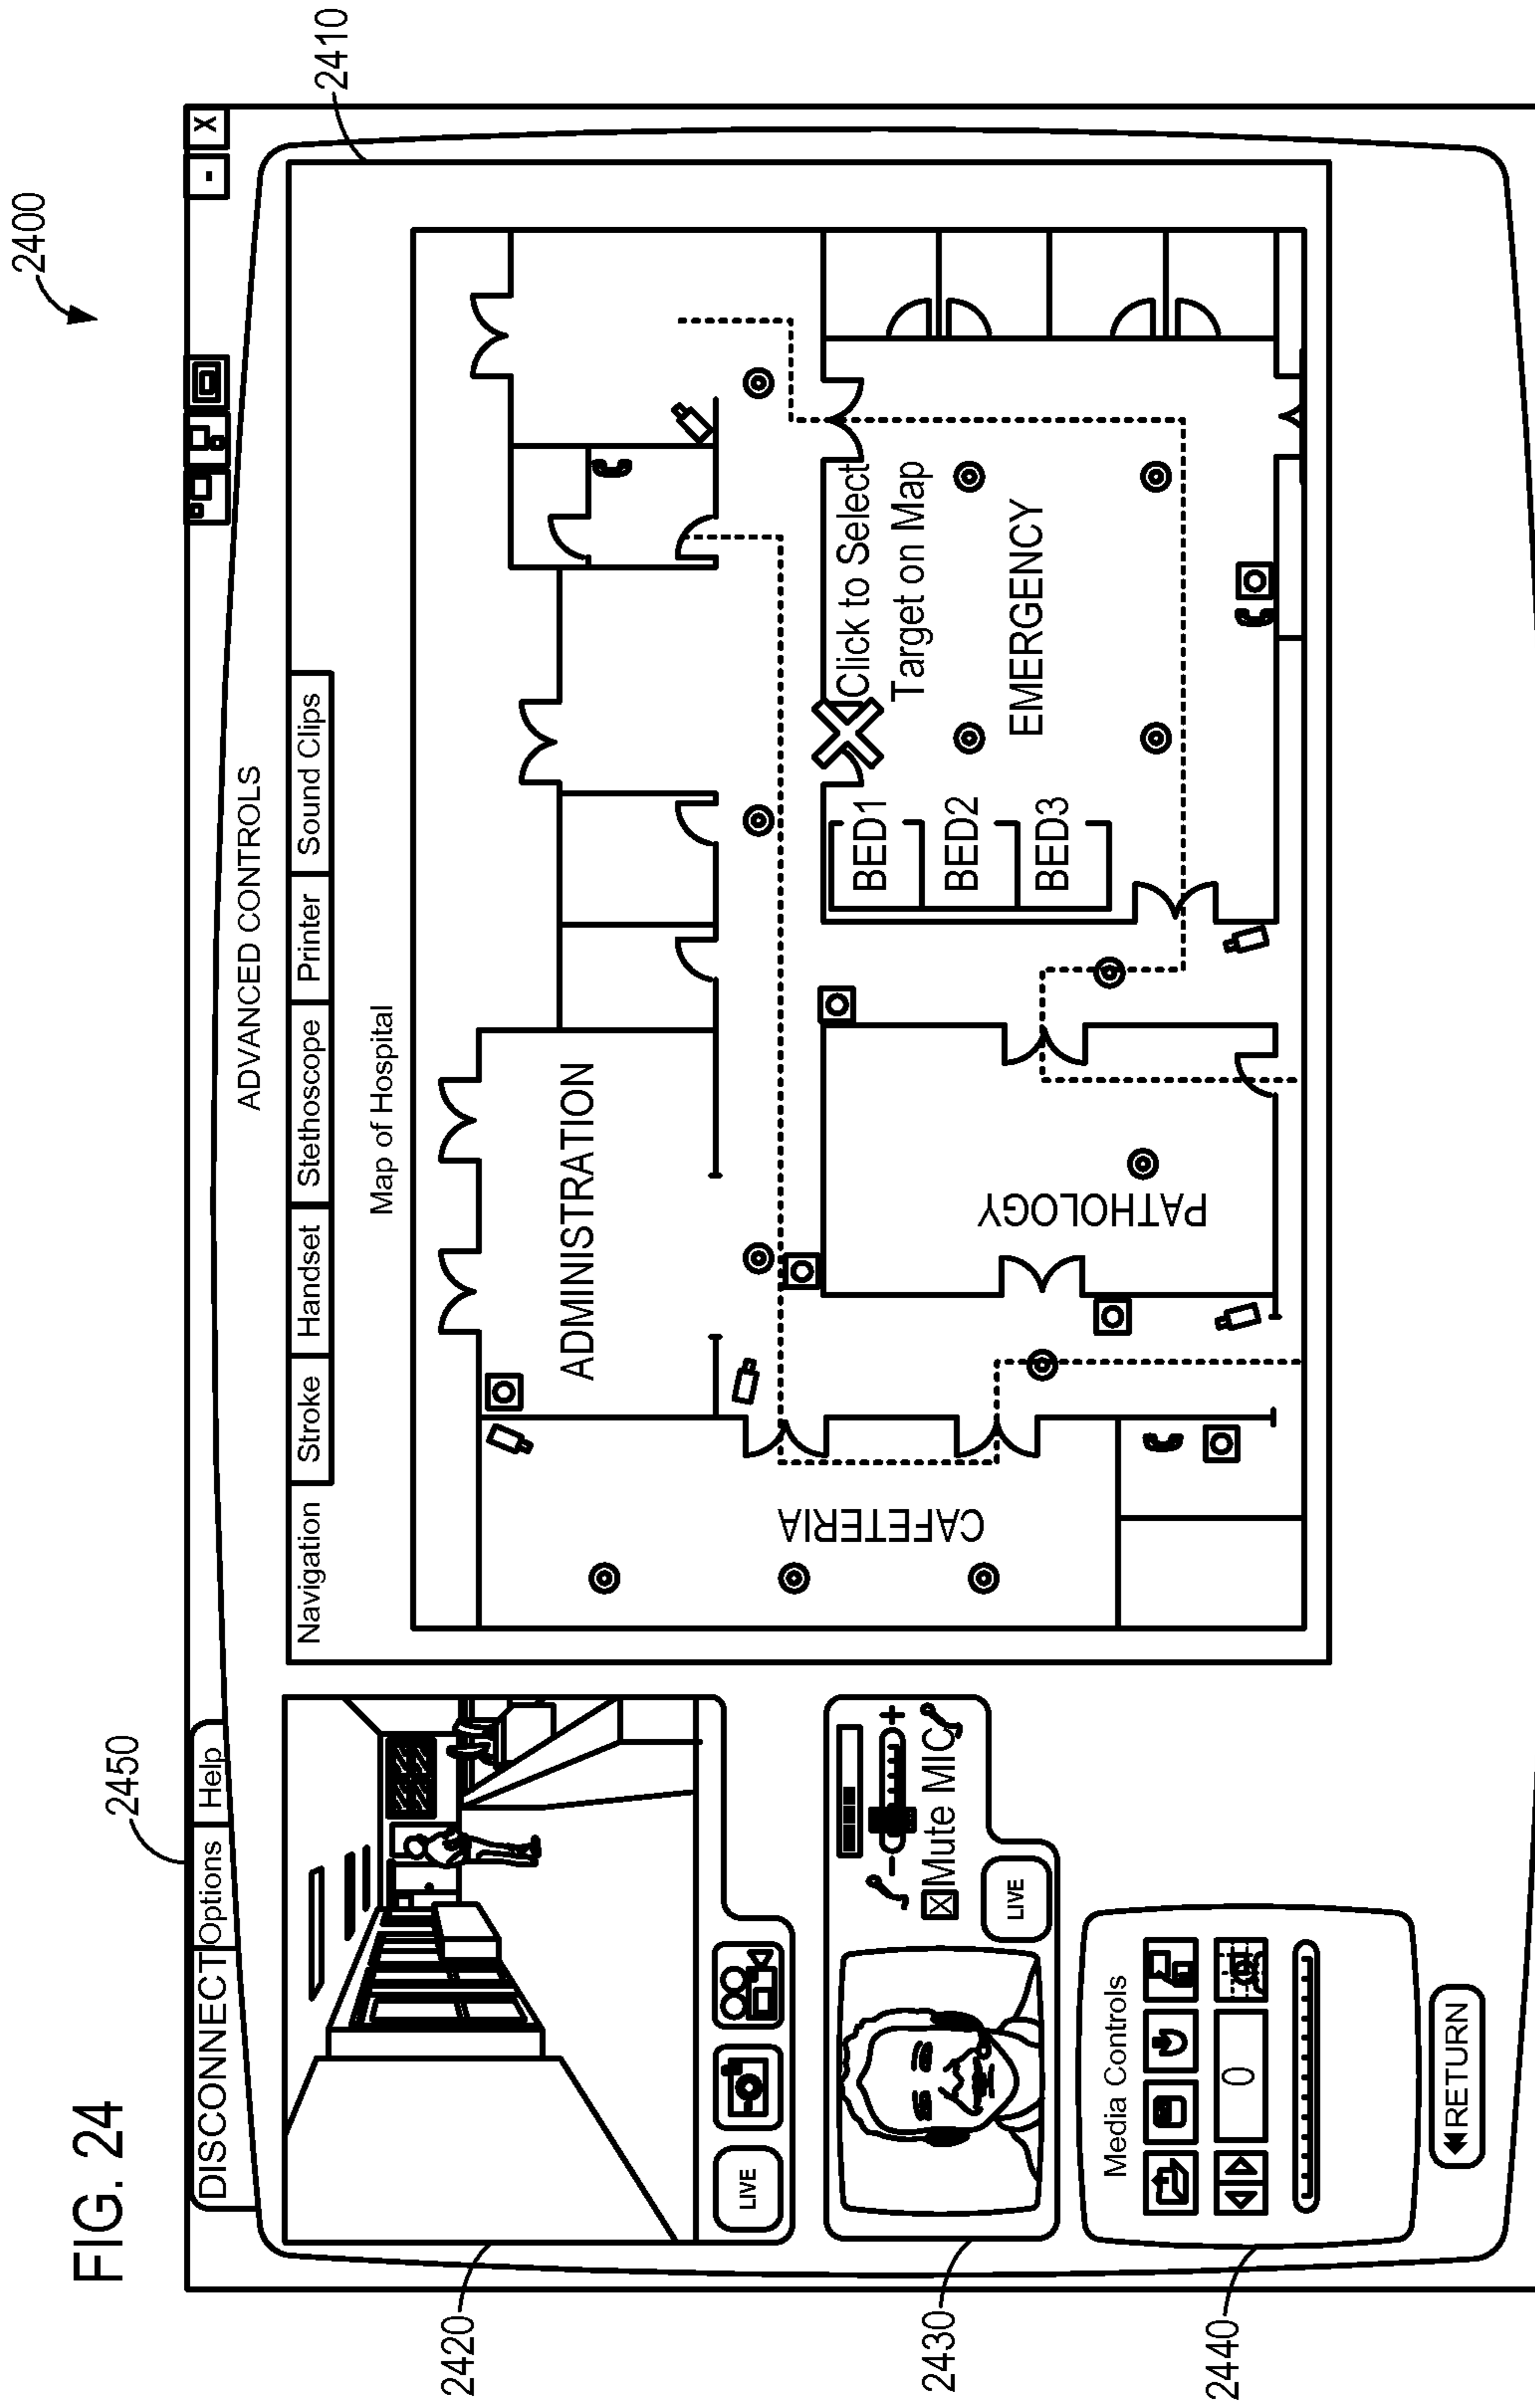 FIG. 24
2400
2450
DISCONNECT Options Help
- X
ADVANCED CONTROLS
2410
2420
LIVE
Navigation Stroke Handset Stethoscope Printer Sound Clips
Map of Hospital
ADMINISTRATION
CAFETERIA
PATHOLOGY
BED1
BED2
BED3
Click to Select
Target on Map
EMERGENCY
2430
- +
Mute MIC
LIVE
2440
Media Controls
0
RETURN